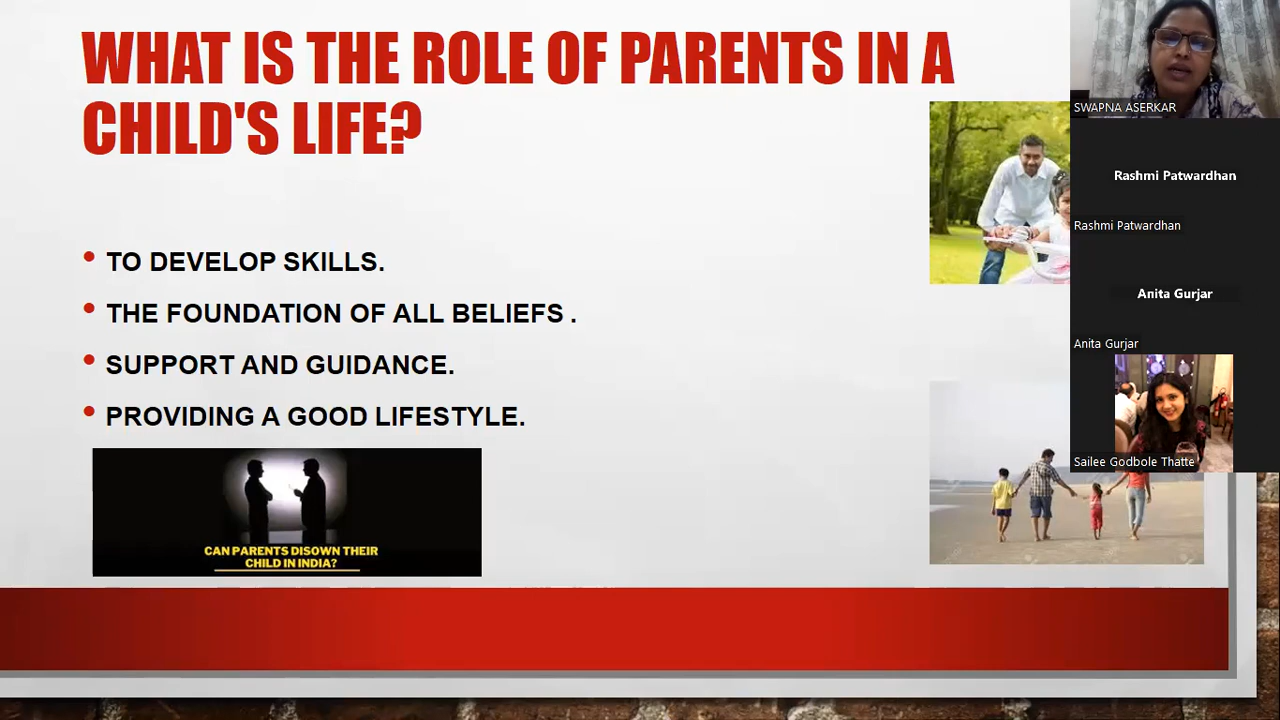 WHAT IS THE ROLE OF PARENTS IN A
CHILD'S LIFE?
• TO DEVELOP SKILLS.
• THE FOUNDATION OF ALL BELIEFS .
• SUPPORT AND GUIDANCE.
• PROVIDING A GOOD LIFESTYLE.
CAN PARENTS DISOWN THEIR
CHILD IN INDIA?
SWAPNA ASERKAR
Rashmi Patwardhan
Rashmi Patwardhan
Anita Gurjar
Anita Gurjar
Sailee Godbole Thatte